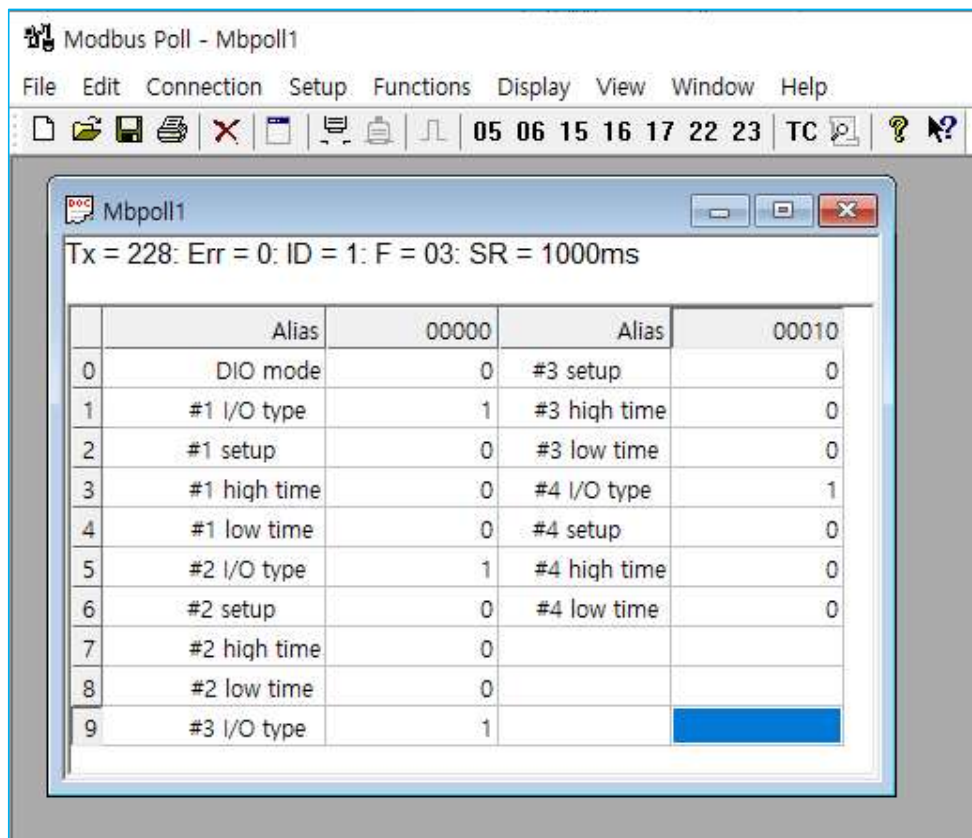 Modbus Poll - Mbpoll1
File Edit Connection Setup Functions Display View Window Help
05 06 15 16 17 22 23 TC
Mbpoll1
Tx = 228: Err = 0: ID = 1: F = 03: SR = 1000ms
Alias 00000 Alias 00010
0 DIO mode 0 #3 setup 0
1 #1 I/O type 1 #3 high time 0
2 #1 setup 0 #3 low time 0
3 #1 high time 0 #4 I/O type 1
4 #1 low time 0 #4 setup 0
5 #2 I/O type 1 #4 high time 0
6 #2 setup 0 #4 low time 0
7 #2 high time 0
8 #2 low time 0
9 #3 I/O type 1